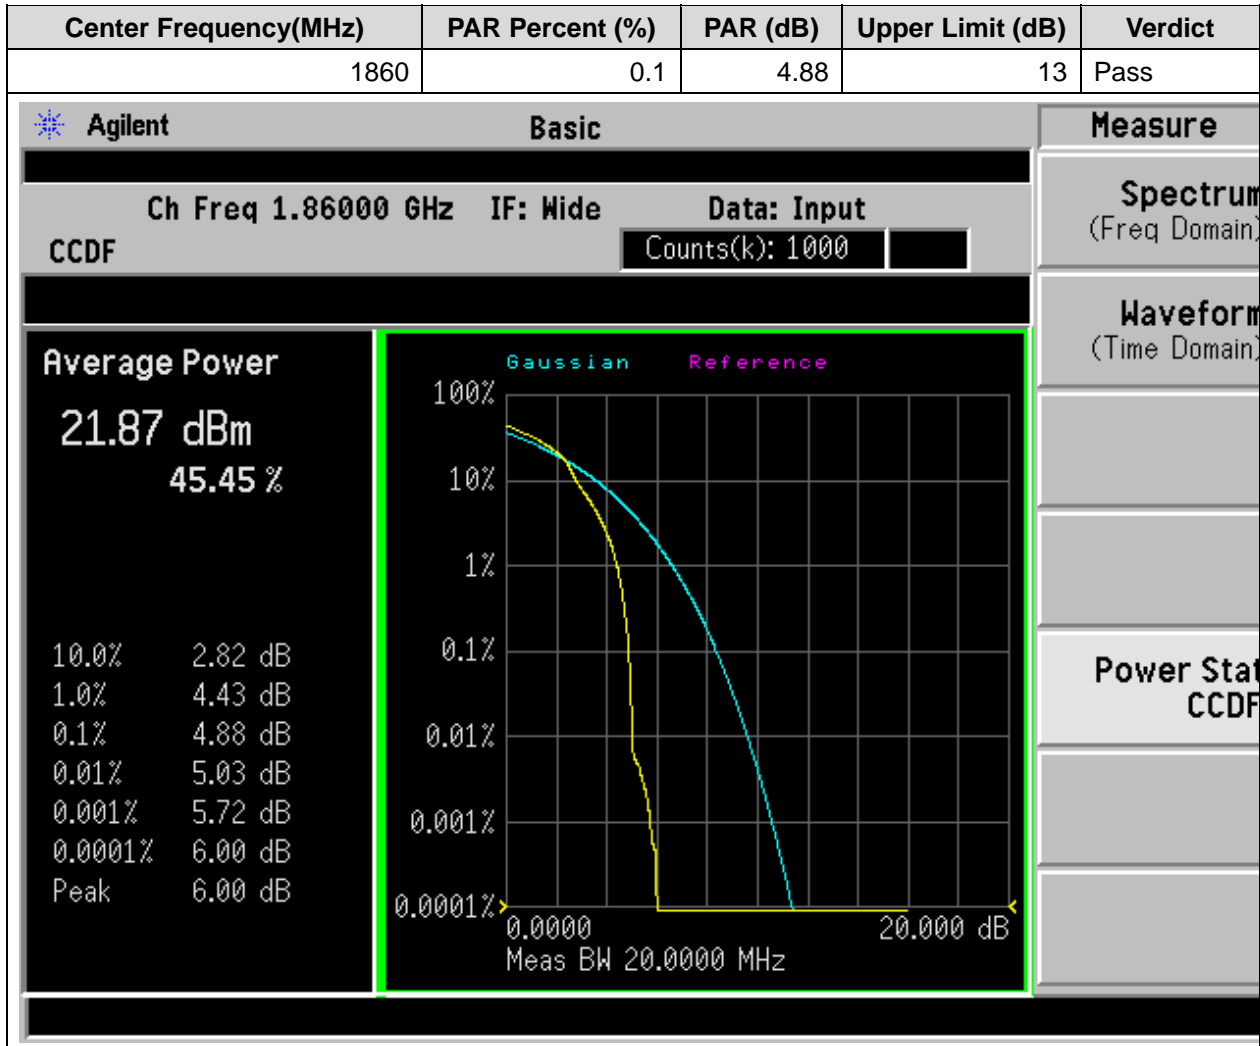 Center Frequency(MHz) PAR Percent (%) PAR (dB) Upper Limit (dB) Verdict
1860 0.1 4.88 13 Pass
Agilent Basic Measure
Ch Freq 1.86000 GHz IF: Wide Data: Input
CCDF Counts(k): 1000
Average Power
21.87 dBm
45.45 %
10.0% 2.82 dB
1.0% 4.43 dB
0.1% 4.88 dB
0.01% 5.03 dB
0.001% 5.72 dB
0.0001% 6.00 dB
Peak 6.00 dB
Gaussian Reference
100%
10%
1%
0.1%
0.01%
0.001%
0.0001%
0.0000 20.000 dB
Meas BW 20.0000 MHz
Spectrum
(Freq Domain)
Waveform
(Time Domain)
Power Stat
CCDF